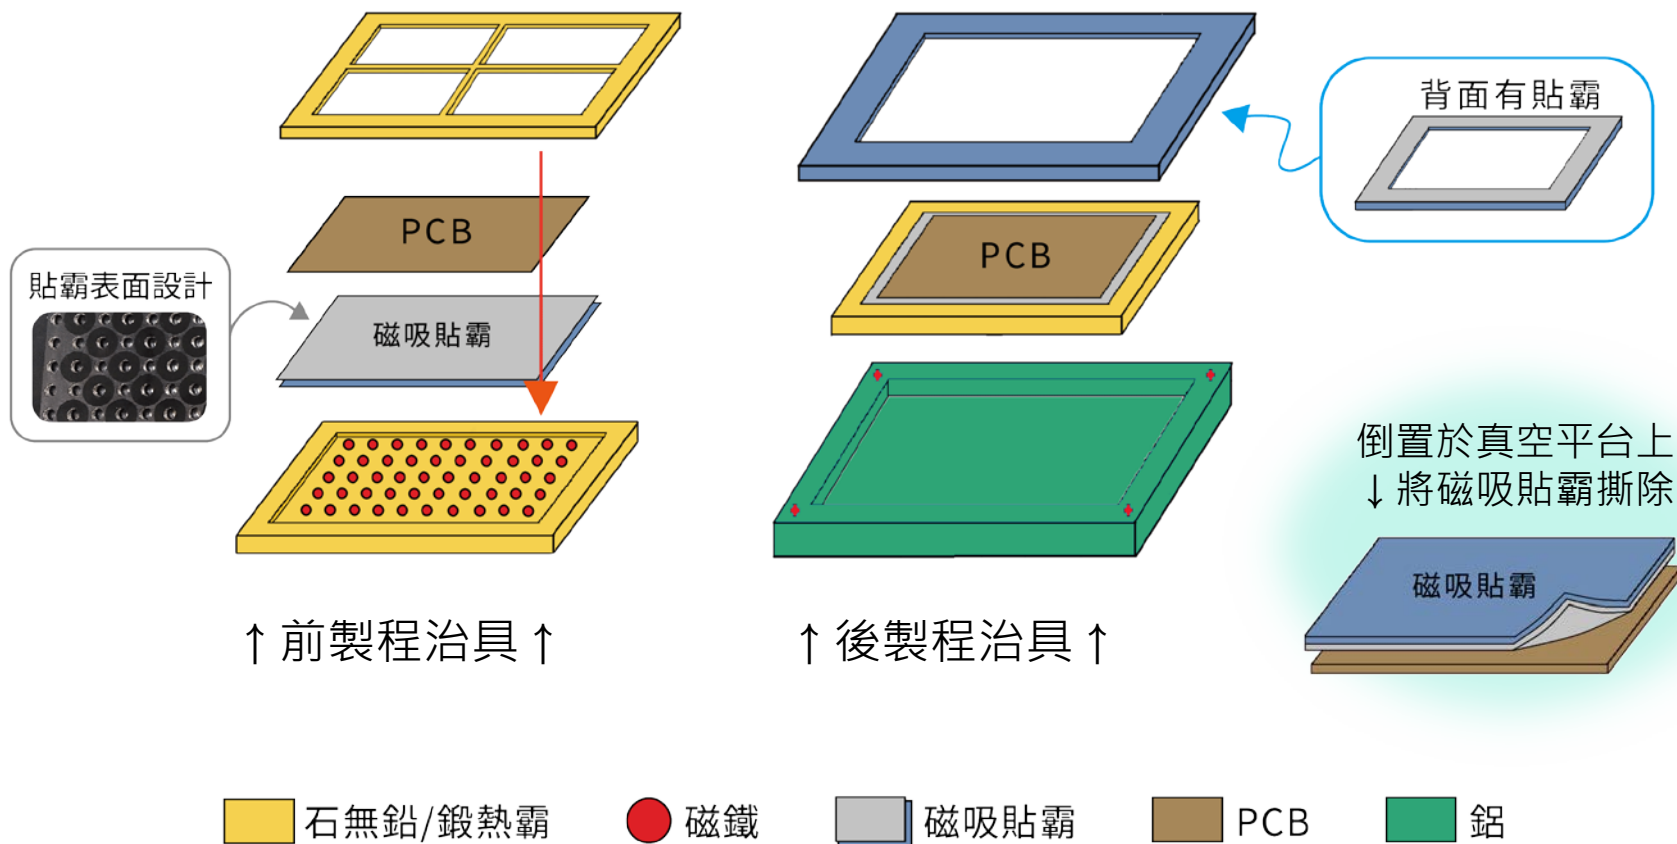 背面有貼霸
PCB
PCB
貼霸表面設計
磁吸貼霸
倒置於真空平台上
↓將磁吸貼霸撕除
磁吸貼霸
↑前製程治具↑
↑後製程治具↑
石無鉛/鍛熱霸
磁鐵
磁吸貼霸
PCB
鋁